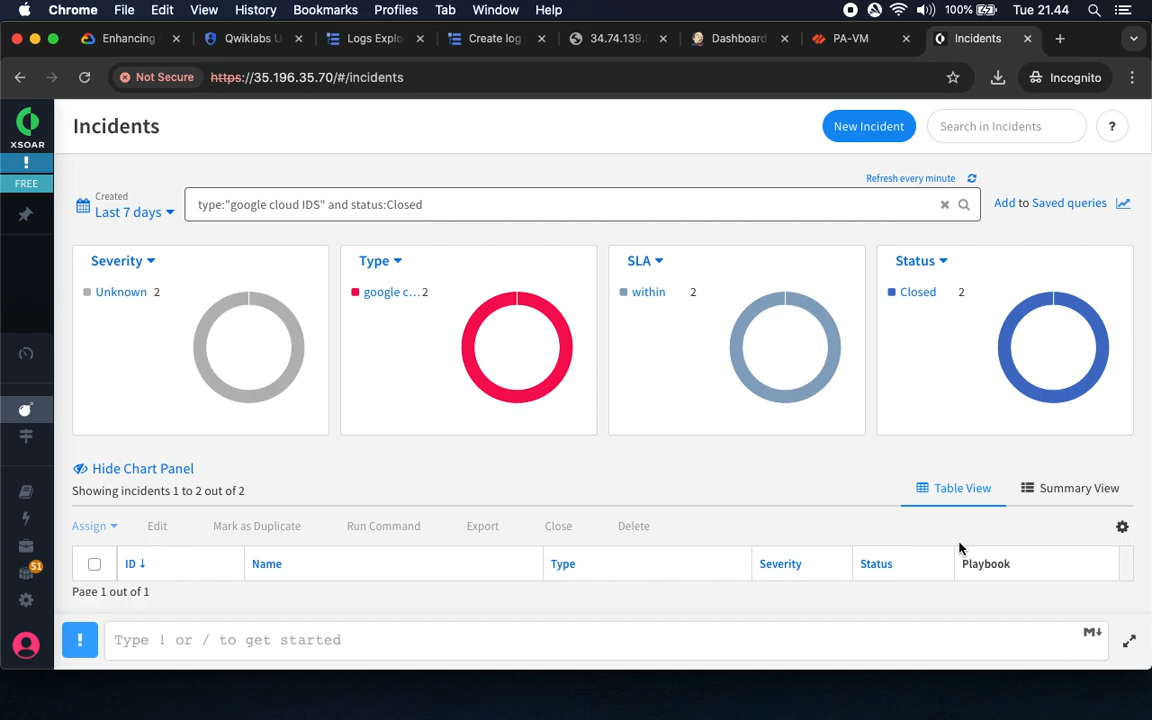 Chrome File Edit View History Bookmarks Profiles Tab Window Help 100% Tue 21.44
Enhancing Qwiklabs U Logs Explo Create log 34.74.139. Dashboard PA-VM Incidents
Not Secure https://35.196.35.70/#/incidents Incognito
XSOAR
!
FREE
51
Incidents
New Incident
Search in Incidents
?
Refresh every minute
Created
Last 7 days
type:"google cloud IDS" and status:Closed
Add to Saved queries
Severity
Unknown 2
Type
google c... 2
SLA
within 2
Status
Closed 2
Hide Chart Panel
Showing incidents 1 to 2 out of 2
Table View Summary View
Assign Edit Mark as Duplicate Run Command Export Close Delete
ID Name Type Severity Status Playbook
Page 1 out of 1
! Type ! or / to get started
M